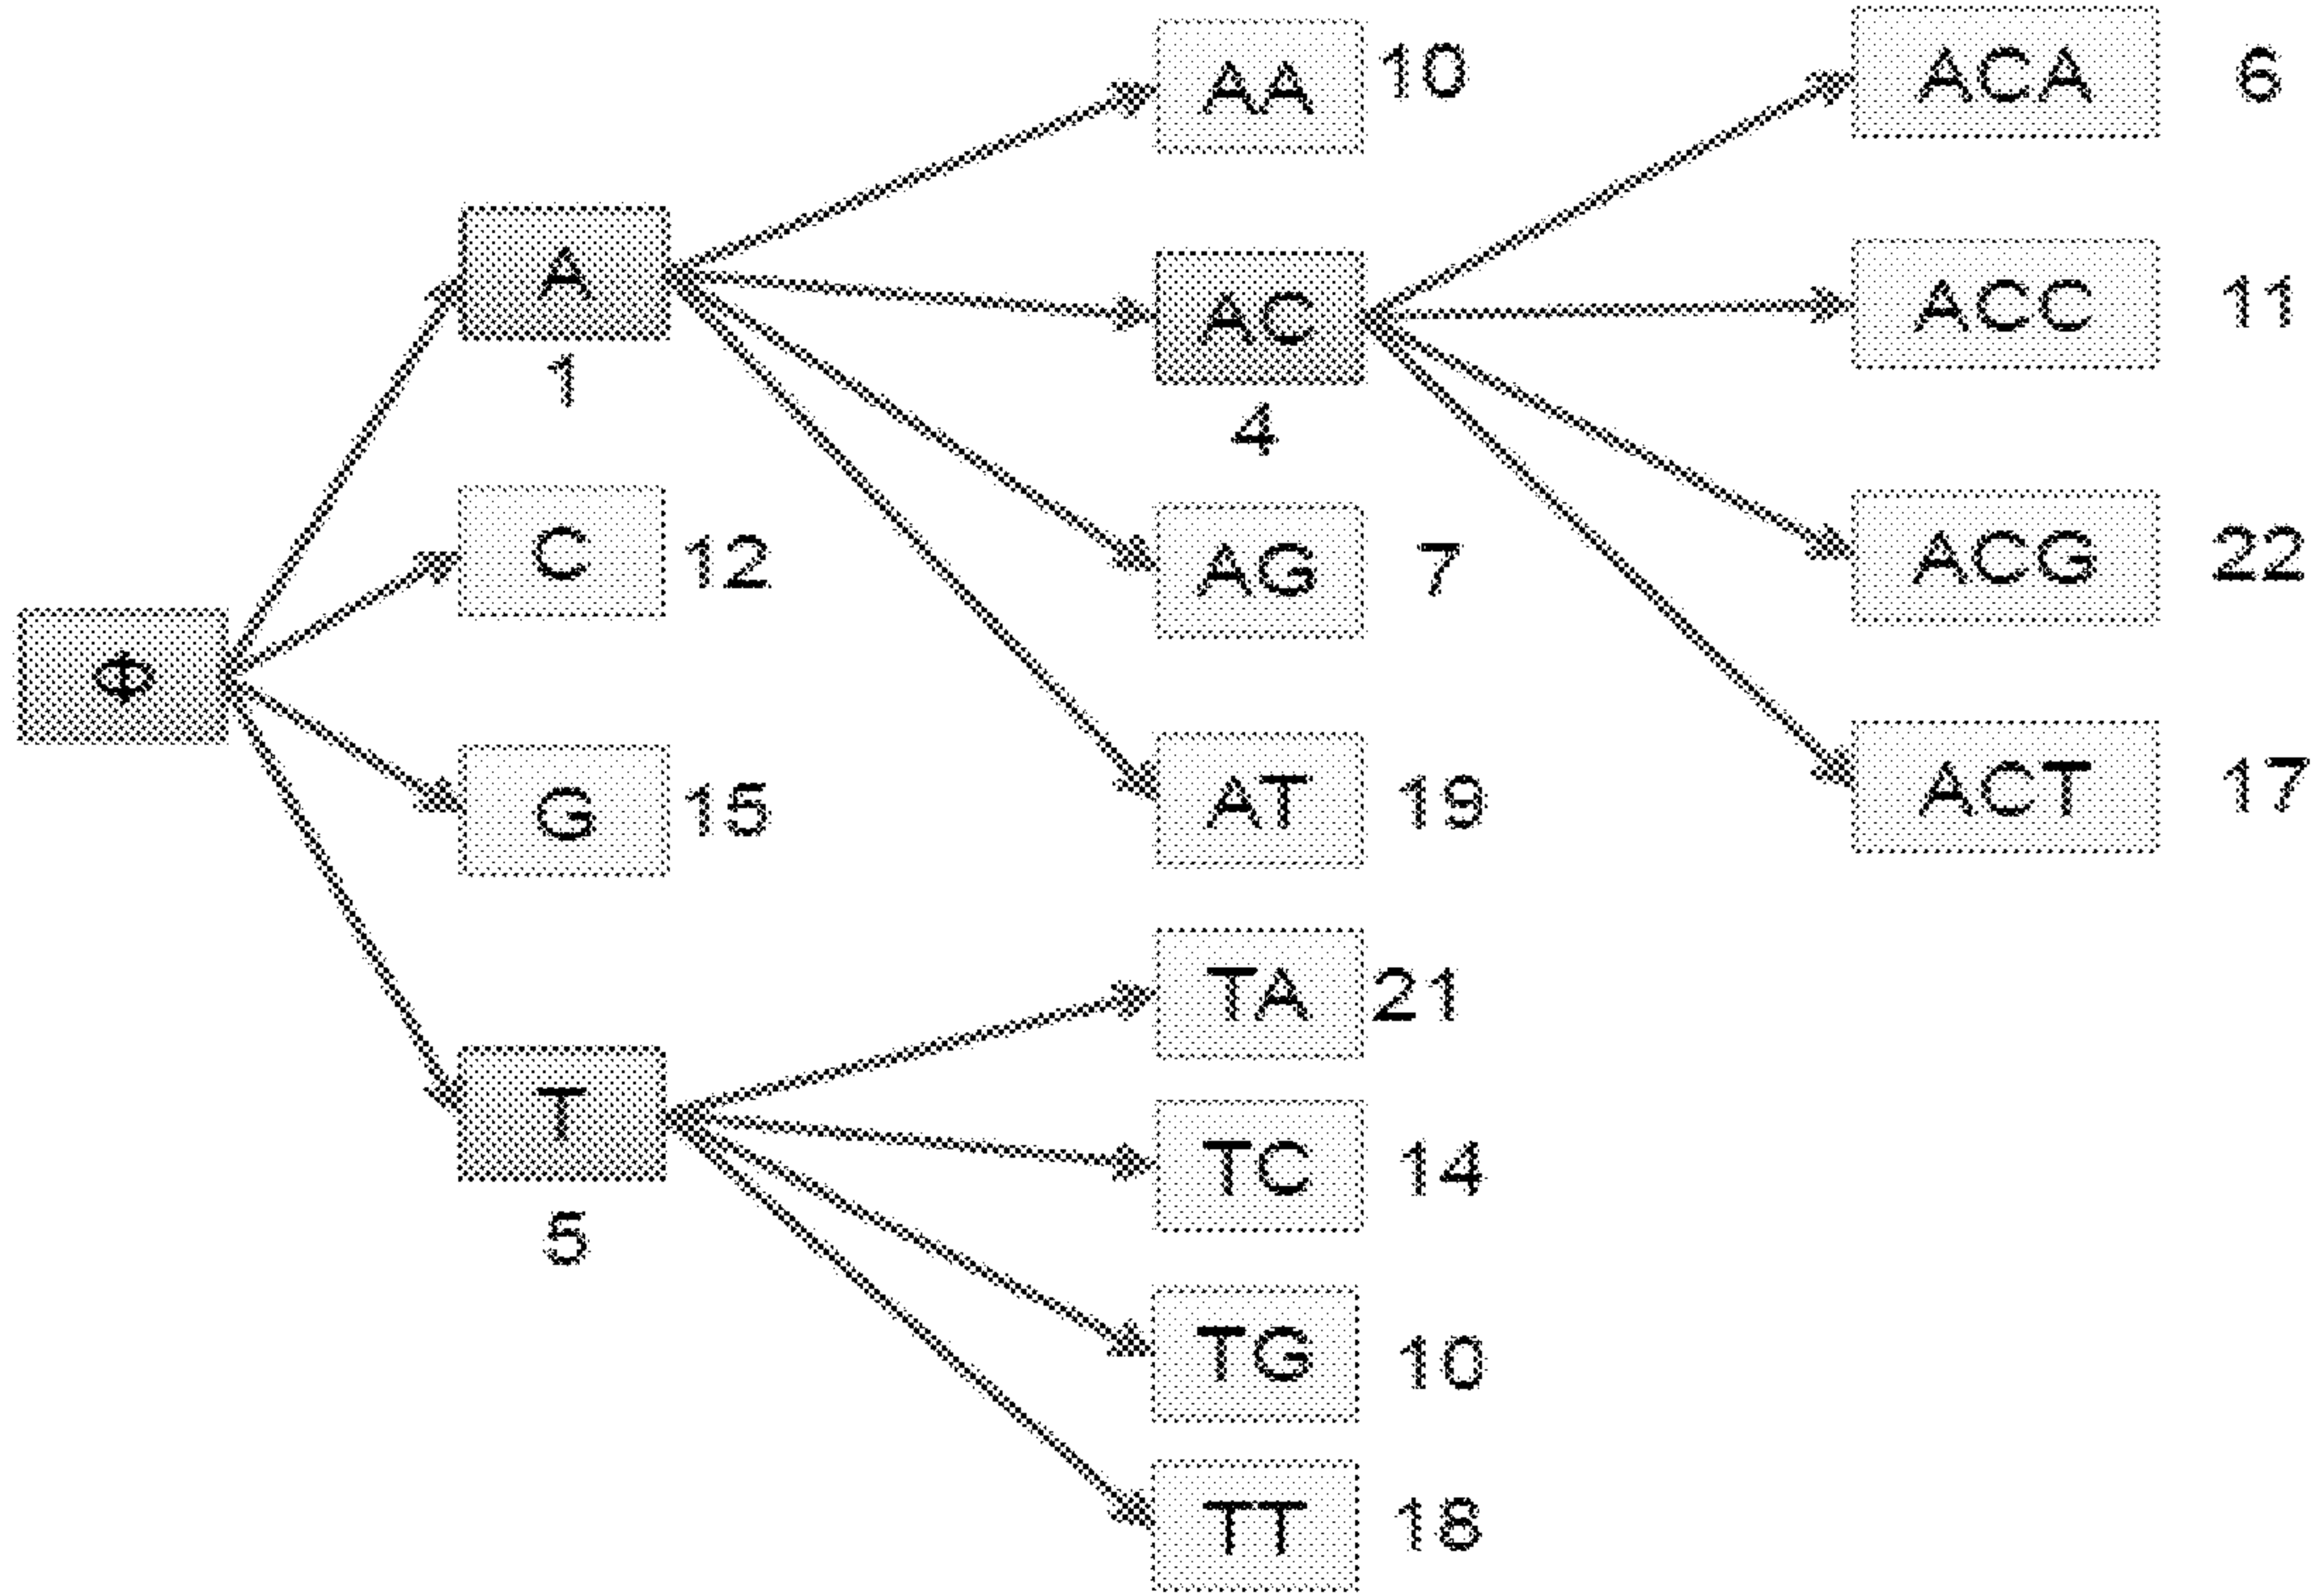 Φ
A
1
C 12
G 15
T
5
AA 10
AC
4
AG 7
AT 19
TA 21
TC 14
TG 10
TT 18
ACA 6
ACC 11
ACG 22
ACT 17